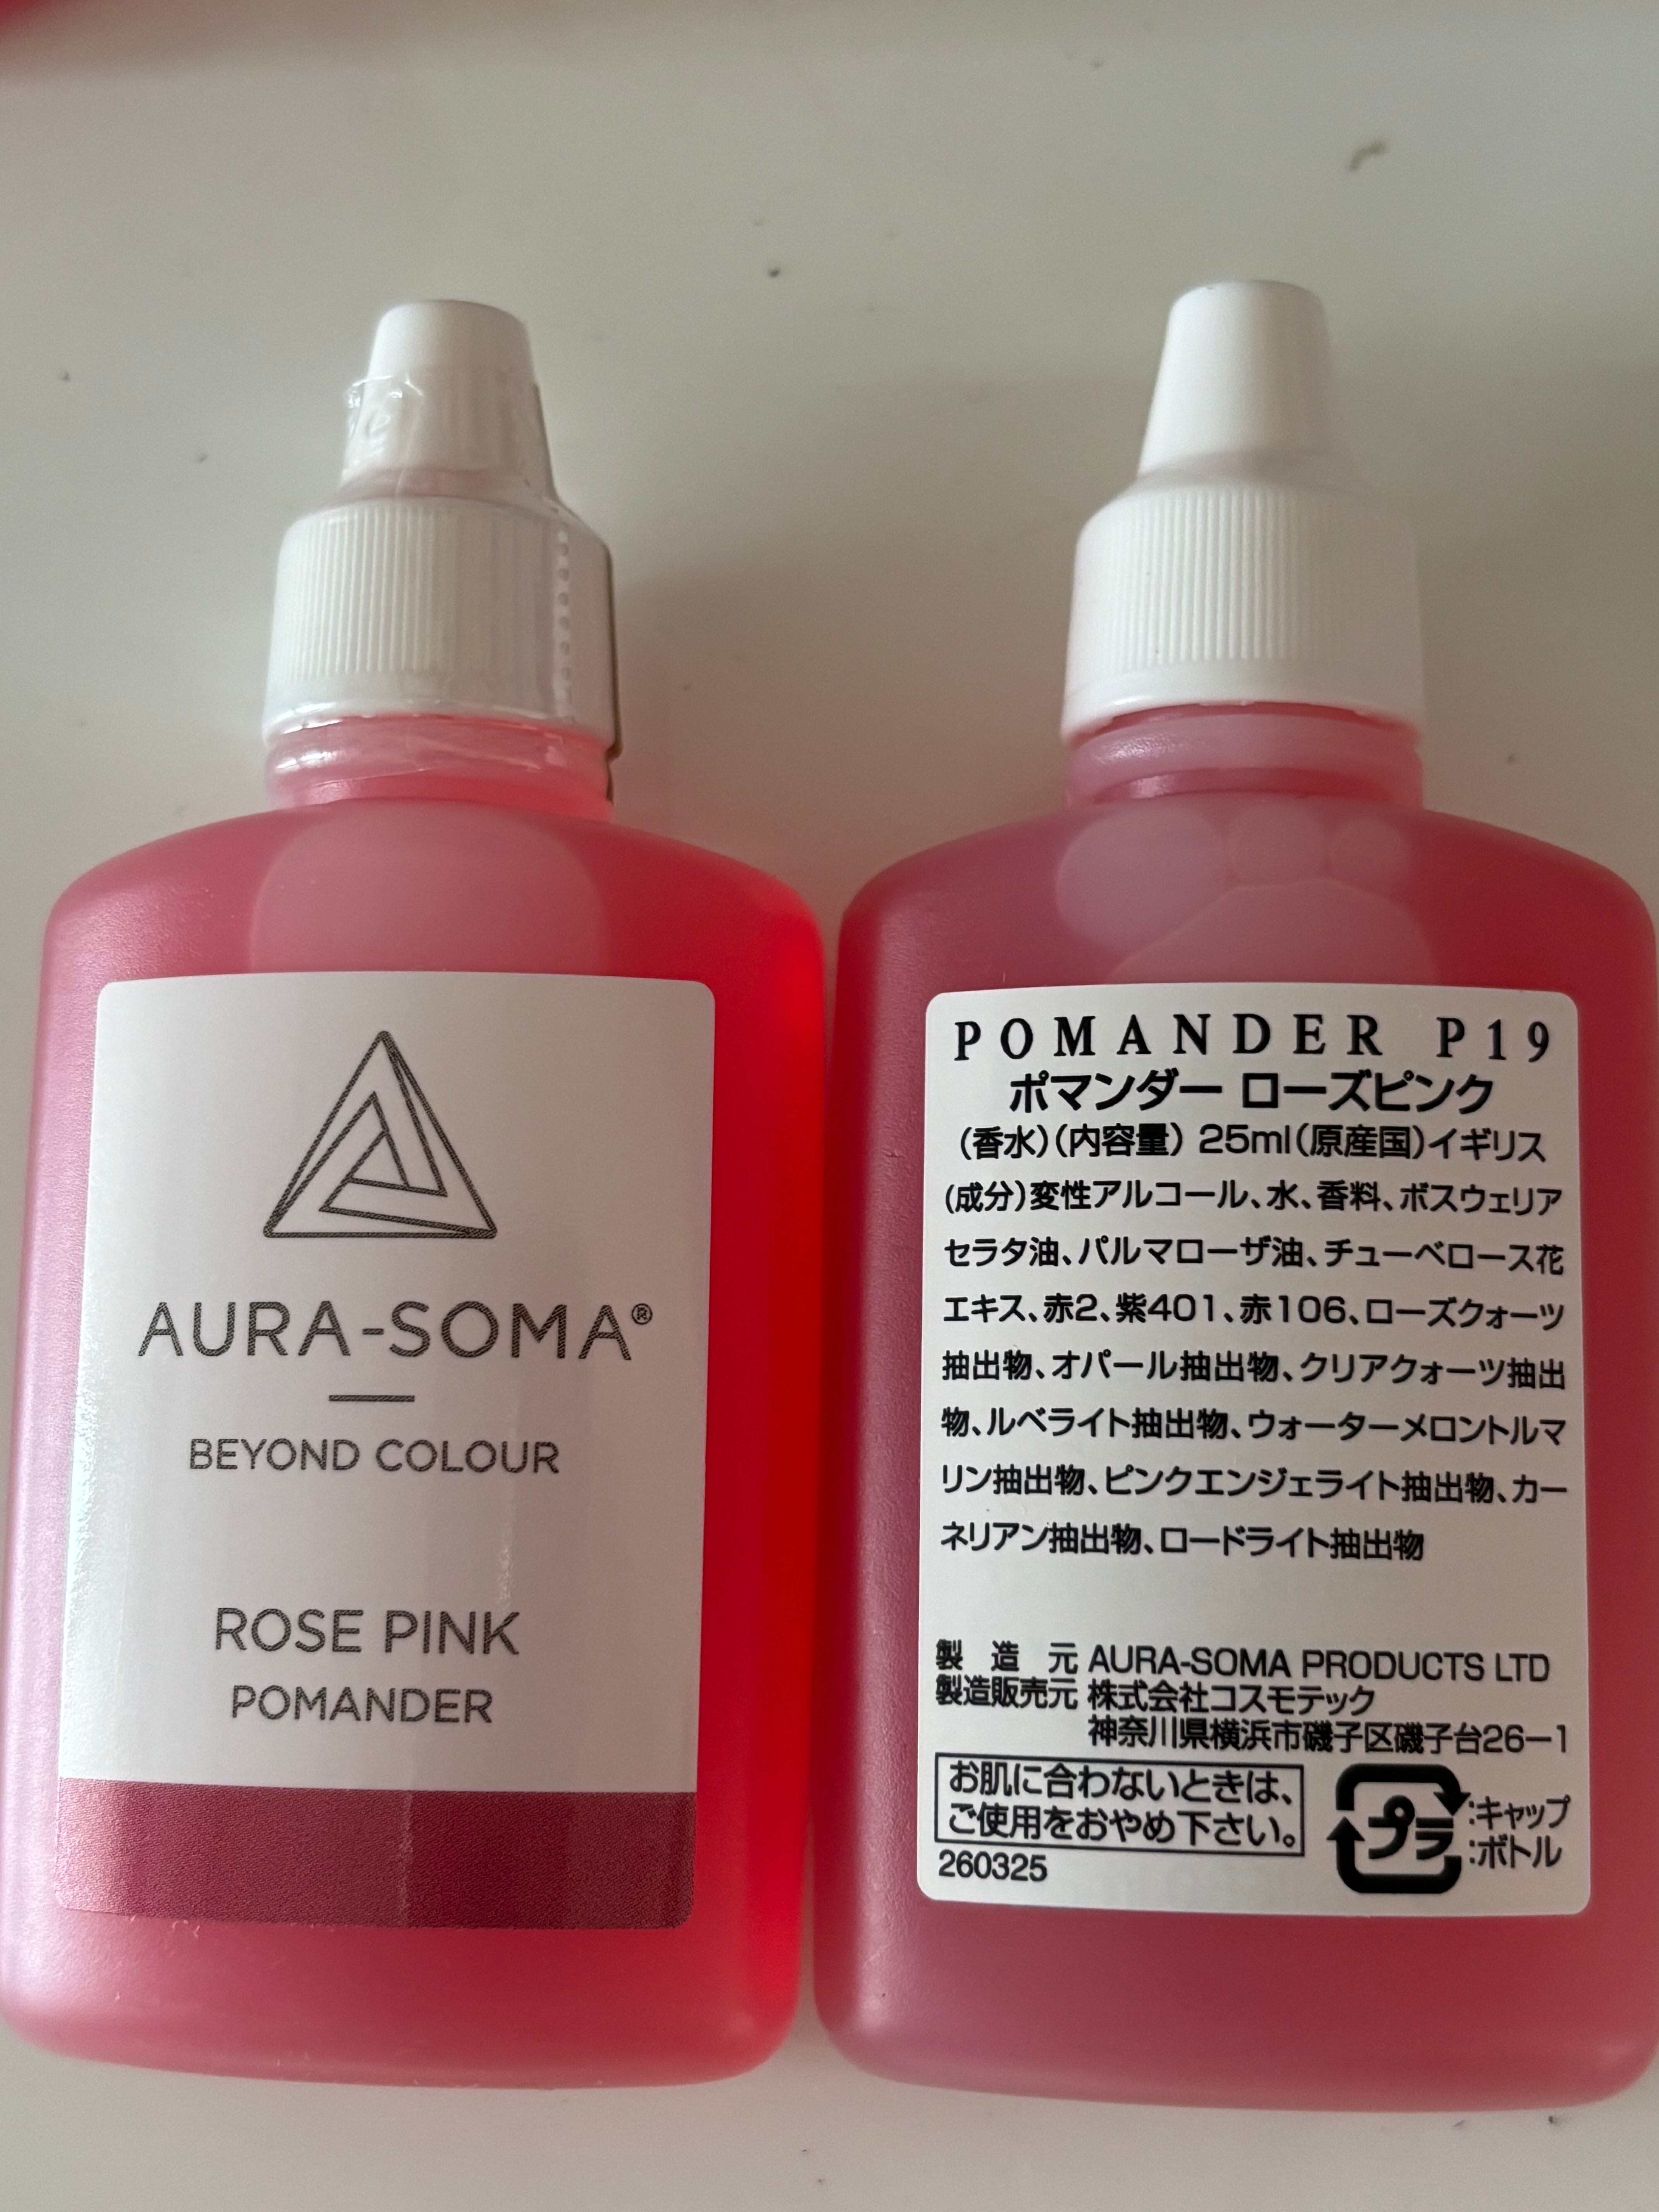 AURA-SOMA®
BEYOND COLOUR
ROSE PINK
POMANDER
POMANDER P19
ポマンダー ローズピンク
(香水)(内容量) 25ml(原産国)イギリス
(成分)変性アルコール、水、香料、ボスウェリア
セラタ油、パルマローザ油、チューベロース花
エキス、赤2、紫401、赤106、ローズクォーツ
抽出物、オパール抽出物、クリアクォーツ抽出
物、ルベライト抽出物、ウォーターメロントルマ
リン抽出物、ピンクエンジェライト抽出物、カー
ネリアン抽出物、ロードライト抽出物
製造元 AURA-SOMA PRODUCTS LTD
製造販売元 株式会社コスモテック
神奈川県横浜市磯子区磯子台26-1
お肌に合わないときは、
ご使用をおやめ下さい。
260325
プラ
:キャップ
:ボトル